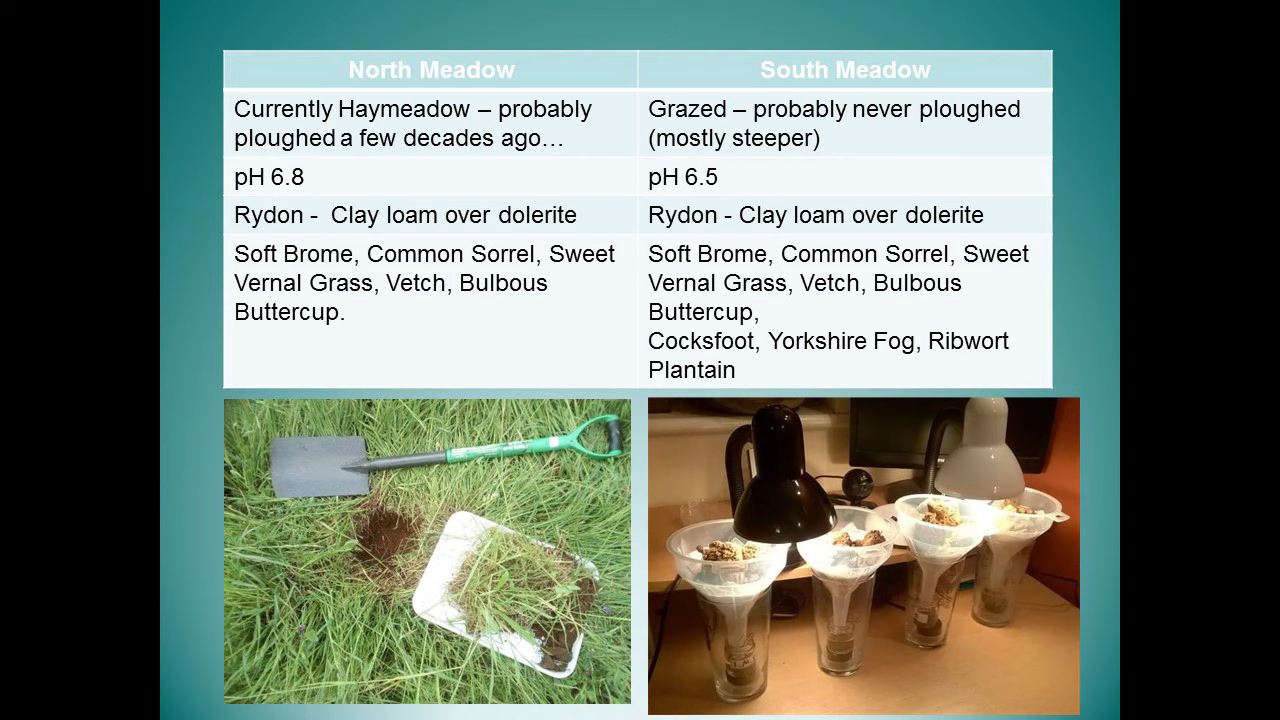 North Meadow
South Meadow
Currently Haymeadow – probably
ploughed a few decades ago…
Grazed – probably never ploughed
(mostly steeper)
pH 6.8
pH 6.5
Rydon -  Clay loam over dolerite
Rydon - Clay loam over dolerite
Soft Brome, Common Sorrel, Sweet
Vernal Grass, Vetch, Bulbous
Buttercup.
Soft Brome, Common Sorrel, Sweet
Vernal Grass, Vetch, Bulbous
Buttercup,
Cocksfoot, Yorkshire Fog, Ribwort
Plantain